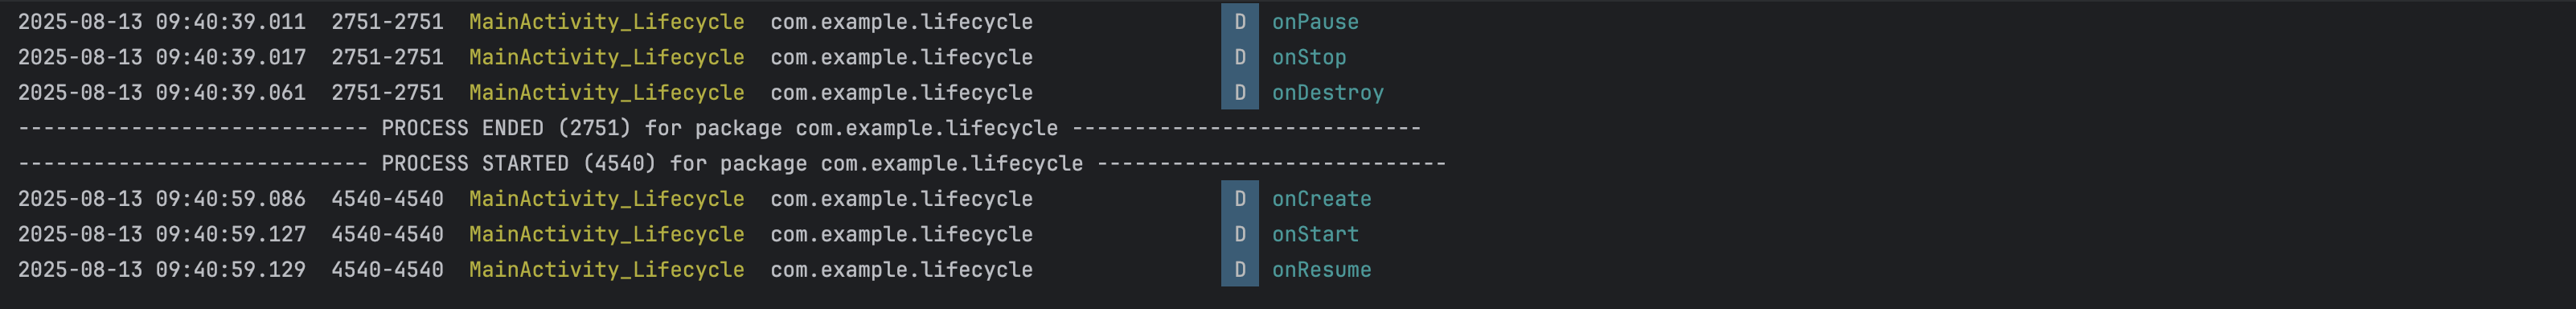 2025-08-13 09:40:39.011 2751-2751 MainActivity_Lifecycle com.example.lifecycle D onPause
2025-08-13 09:40:39.017 2751-2751 MainActivity_Lifecycle com.example.lifecycle D onStop
2025-08-13 09:40:39.061 2751-2751 MainActivity_Lifecycle com.example.lifecycle D onDestroy
---------------------------- PROCESS ENDED (2751) for package com.example.lifecycle ----------------------------
---------------------------- PROCESS STARTED (4540) for package com.example.lifecycle ----------------------------
2025-08-13 09:40:59.086 4540-4540 MainActivity_Lifecycle com.example.lifecycle D onCreate
2025-08-13 09:40:59.127 4540-4540 MainActivity_Lifecycle com.example.lifecycle D onStart
2025-08-13 09:40:59.129 4540-4540 MainActivity_Lifecycle com.example.lifecycle D onResume